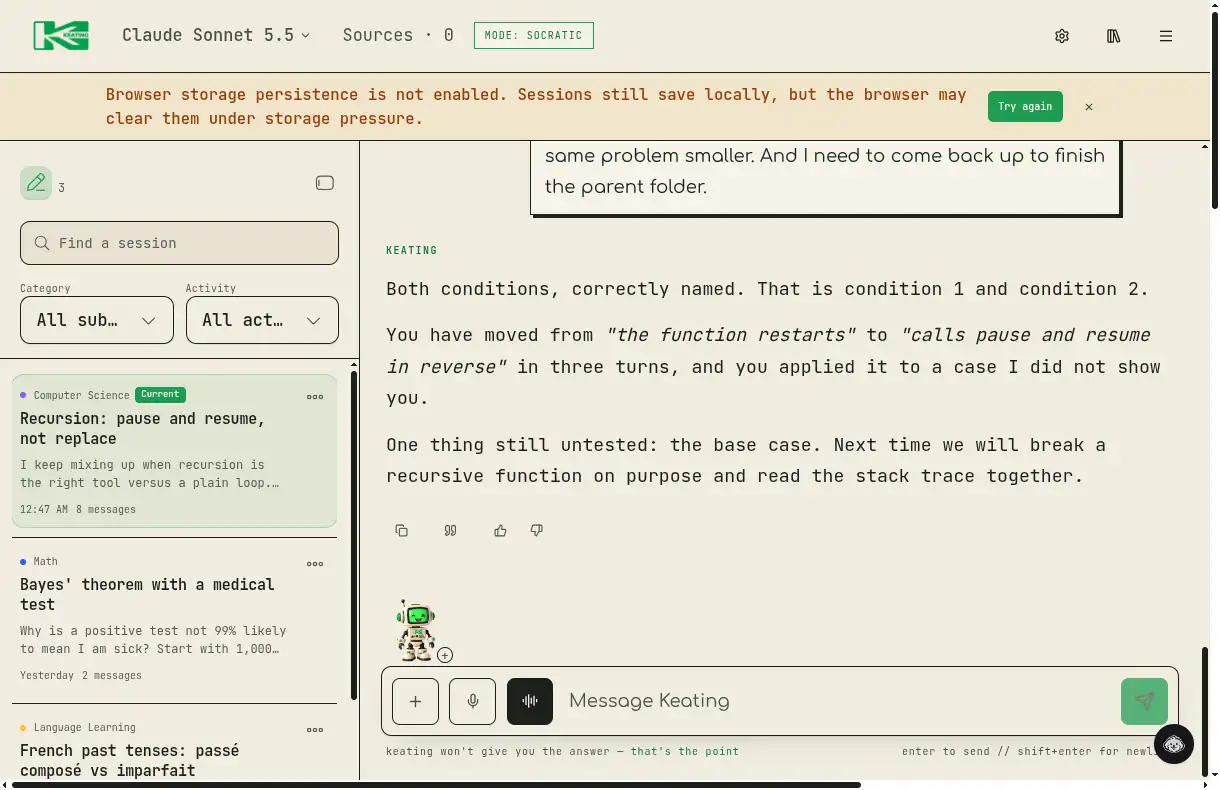 KEATING
Claude Sonnet 5.5
Sources · 0
MODE: SOCRATIC
Browser storage persistence is not enabled. Sessions still save locally, but the browser may
clear them under storage pressure.
Try again
3
Find a session
Category
Activity
All sub…
All act…
Computer Science
Current
Recursion: pause and resume,
not replace
I keep mixing up when recursion is
the right tool versus a plain loop.…
12:47 AM 8 messages
Math
Bayes' theorem with a medical
test
Why is a positive test not 99% likely
to mean I am sick? Start with 1,000…
Yesterday 2 messages
Language Learning
French past tenses: passé
composé vs imparfait
same problem smaller. And I need to come back up to finish
the parent folder.
KEATING
Both conditions, correctly named. That is condition 1 and condition 2.
You have moved from "the function restarts" to "calls pause and resume
in reverse" in three turns, and you applied it to a case I did not show
you.
One thing still untested: the base case. Next time we will break a
recursive function on purpose and read the stack trace together.
Message Keating
keating won't give you the answer — that's the point
enter to send // shift+enter for newl